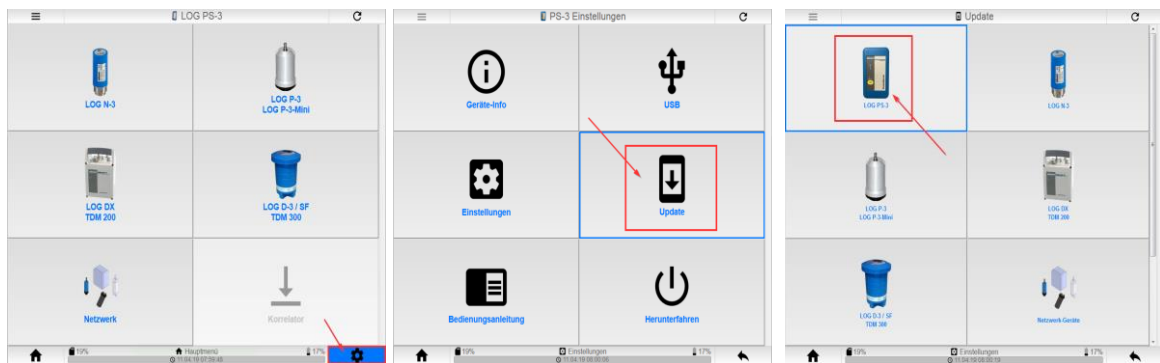 LOG PS-3
LOG N-3
LOG P-3
LOG P-3-Mini
LOG DX
TDM 200
LOG D-3 / SF
TDM 300
Netzwerk
Korrelator
19%
Hauptmenü
17%
PS-3 Einstellungen
Geräte-Info
USB
Einstellungen
Update
Bedienungsanleitung
Herunterfahren
19%
Einstellungen
17%
Update
LOG PS-3
LOG N-3
LOG P-3
LOG P-3 Mini
LOG DX
TDM 200
LOG D-3 / SF
TDM 300
Netzwerk Geräte
19%
Einstellungen
17%